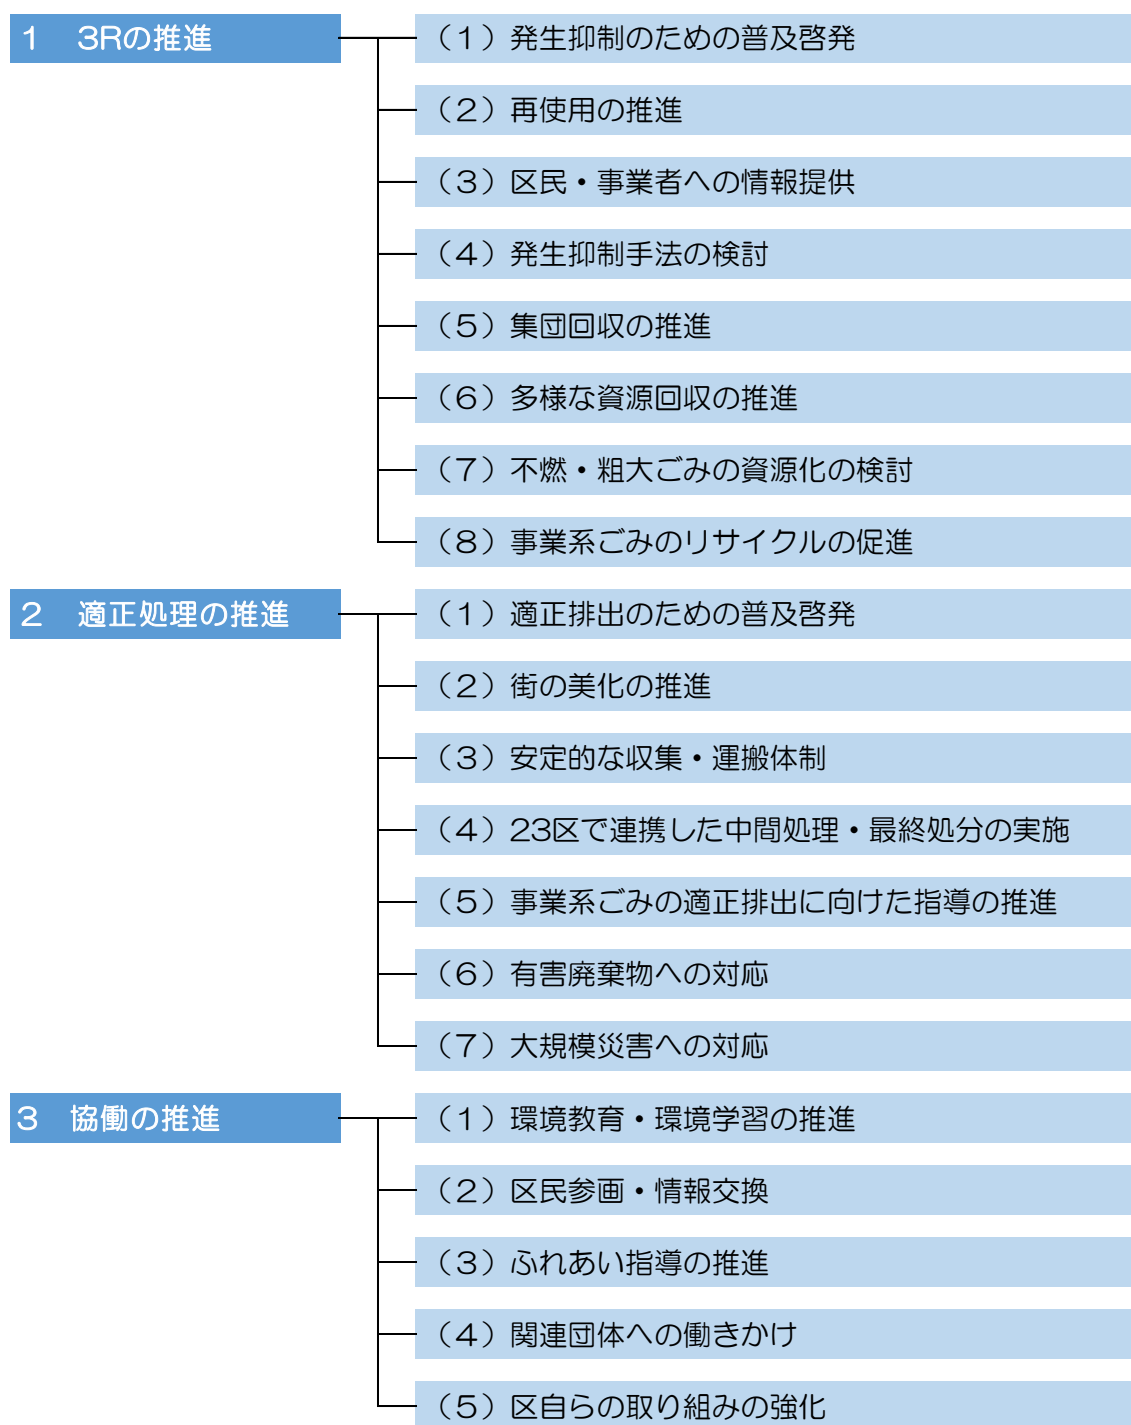 １　３Rの推進
（１）発生抑制のための普及啓発
（２）再使用の推進
（３）区民・事業者への情報提供
（４）発生抑制手法の検討
（５）集団回収の推進
（６）多様な資源回収の推進
（７）不燃・粗大ごみの資源化の検討
（８）事業系ごみのリサイクルの促進
２　適正処理の推進
（１）適正排出のための普及啓発
（２）街の美化の推進
（３）安定的な収集・運搬体制
（４）23区で連携した中間処理・最終処分の実施
（５）事業系ごみの適正排出に向けた指導の推進
（６）有害廃棄物への対応
（７）大規模災害への対応
３　協働の推進
（１）環境教育・環境学習の推進
（２）区民参画・情報交換
（３）ふれあい指導の推進
（４）関連団体への働きかけ
（５）区自らの取り組みの強化